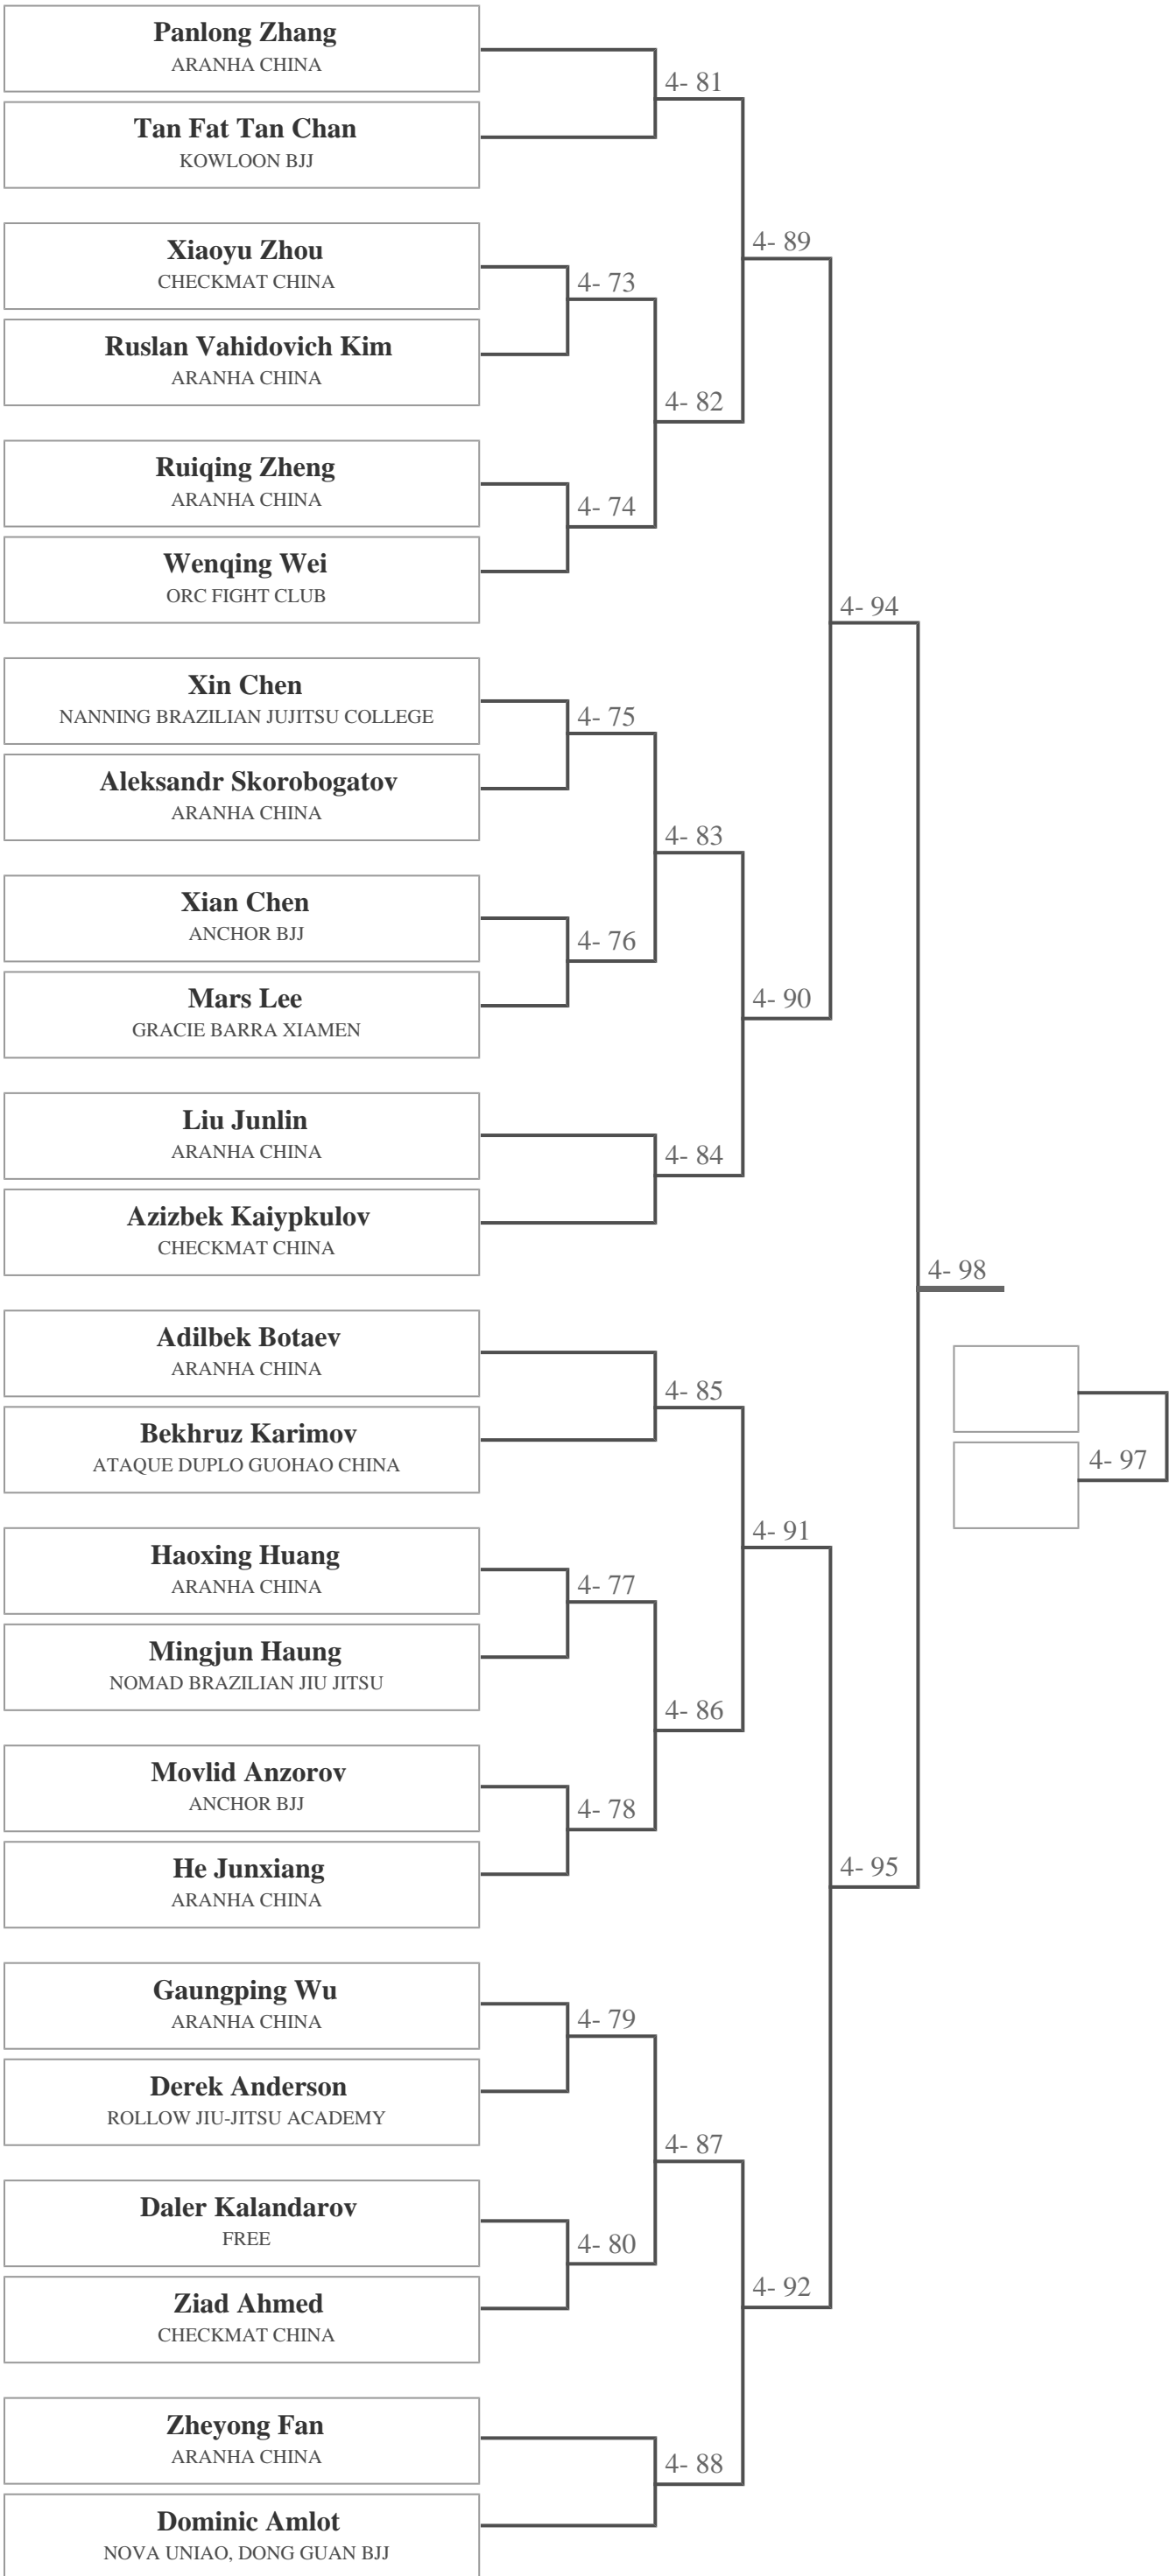 Panlong Zhang
ARANHA CHINA
4- 81
Tan Fat Tan Chan
KOWLOON BJJ
4- 89
Xiaoyu Zhou
CHECKMAT CHINA
4- 73
Ruslan Vahidovich Kim
ARANHA CHINA
4- 82
Ruiqing Zheng
ARANHA CHINA
4- 74
Wenqing Wei
ORC FIGHT CLUB
4- 94
Xin Chen
NANNING BRAZILIAN JUJITSU COLLEGE
4- 75
Aleksandr Skorobogatov
ARANHA CHINA
4- 83
Xian Chen
ANCHOR BJJ
4- 76
Mars Lee
GRACIE BARRA XIAMEN
4- 90
Liu Junlin
ARANHA CHINA
4- 84
Azizbek Kaiypkulov
CHECKMAT CHINA
4- 98
Adilbek Botaev
ARANHA CHINA
4- 85
Bekhruz Karimov
ATAQUE DUPLO GUOHAO CHINA
4- 97
4- 91
Haoxing Huang
ARANHA CHINA
4- 77
Mingjun Haung
NOMAD BRAZILIAN JIU JITSU
4- 86
Movlid Anzorov
ANCHOR BJJ
4- 78
He Junxiang
ARANHA CHINA
4- 95
Gaungping Wu
ARANHA CHINA
4- 79
Derek Anderson
ROLLOW JIU-JITSU ACADEMY
4- 87
Daler Kalandarov
FREE
4- 80
Ziad Ahmed
CHECKMAT CHINA
4- 92
Zheyong Fan
ARANHA CHINA
4- 88
Dominic Amlot
NOVA UNIAO, DONG GUAN BJJ